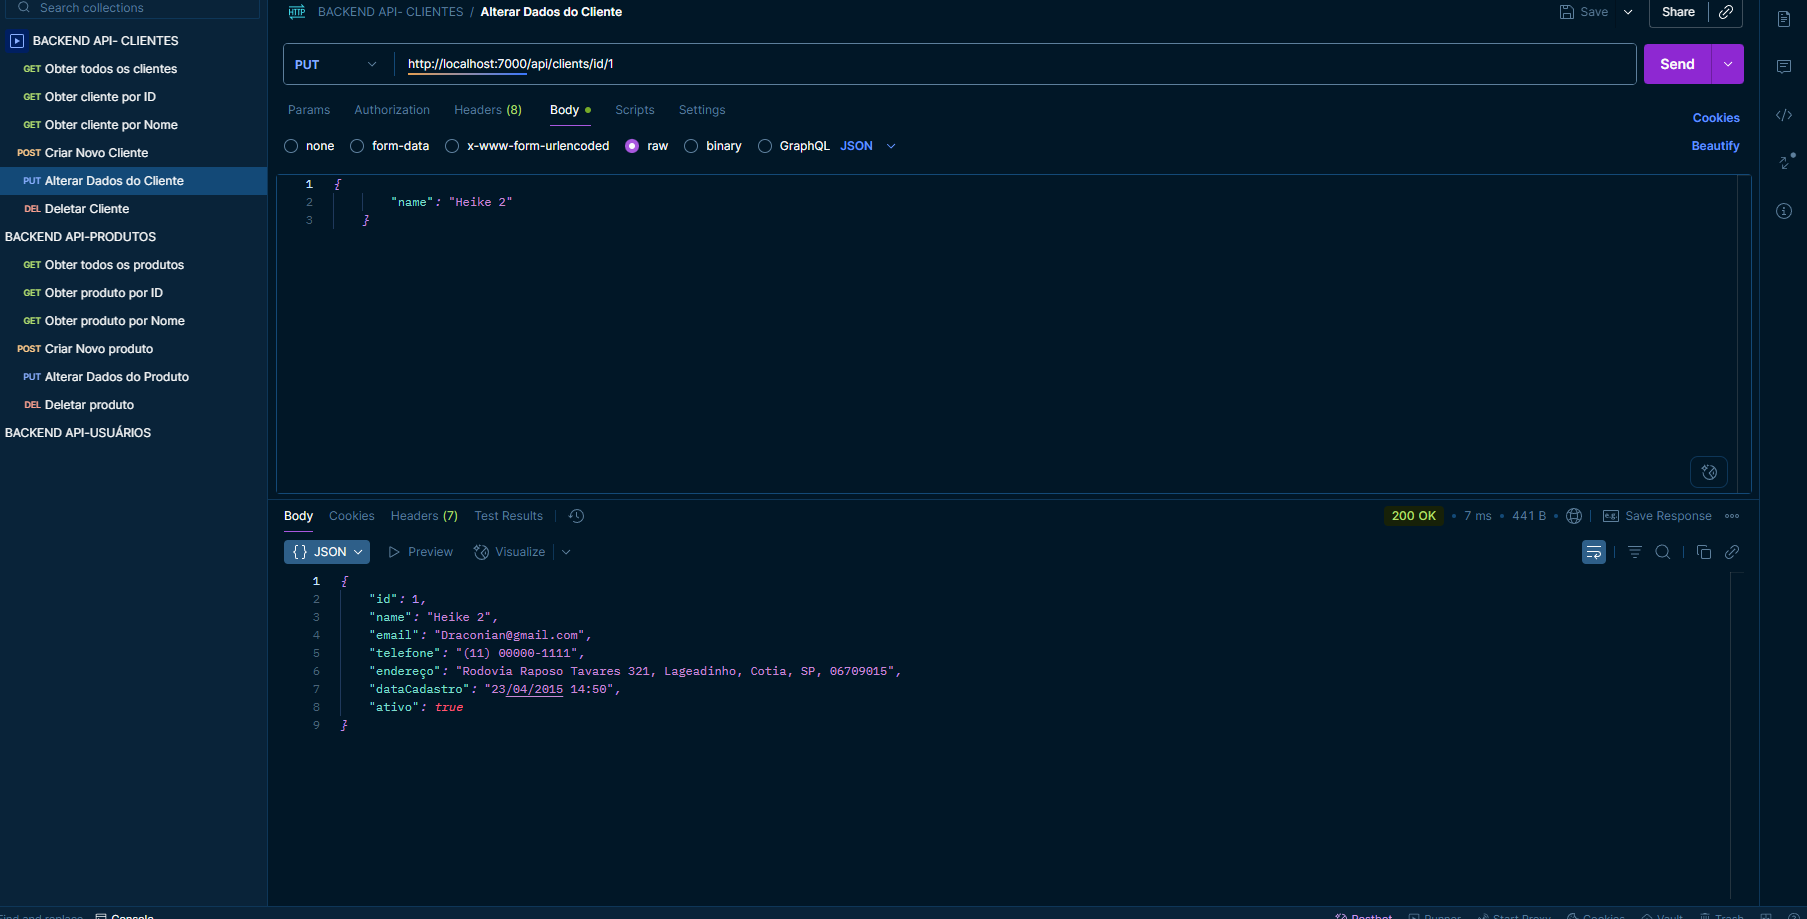 Search collections
BACKEND API- CLIENTES
GET Obter todos os clientes
GET Obter cliente por ID
GET Obter cliente por Nome
POST Criar Novo Cliente
PUT Alterar Dados do Cliente
DEL Deletar Cliente
BACKEND API-PRODUTOS
GET Obter todos os produtos
GET Obter produto por ID
GET Obter produto por Nome
POST Criar Novo produto
PUT Alterar Dados do Produto
DEL Deletar produto
BACKEND API-USUÁRIOS
HTTP BACKEND API- CLIENTES / Alterar Dados do Cliente
Save Share
PUT http://localhost:7000/api/clients/id/1 Send
Params Authorization Headers (8) Body Scripts Settings Cookies
none form-data x-www-form-urlencoded raw binary GraphQL JSON Beautify
1 {
2 "name": "Heike 2"
3 }
Body Cookies Headers (7) Test Results 200 OK • 7 ms • 441 B • e.g. Save Response
{} JSON Preview Visualize
1 {
2 "id": 1,
3 "name": "Heike 2",
4 "email": "Draconian@gmail.com",
5 "telefone": "(11) 00000-1111",
6 "endereço": "Rodovia Raposo Tavares 321, Lageadinho, Cotia, SP, 06709015",
7 "dataCadastro": "23/04/2015 14:50",
8 "ativo": true
9 }
Find and replace Console Postbot Runner Start Proxy Cookies Vault Trash